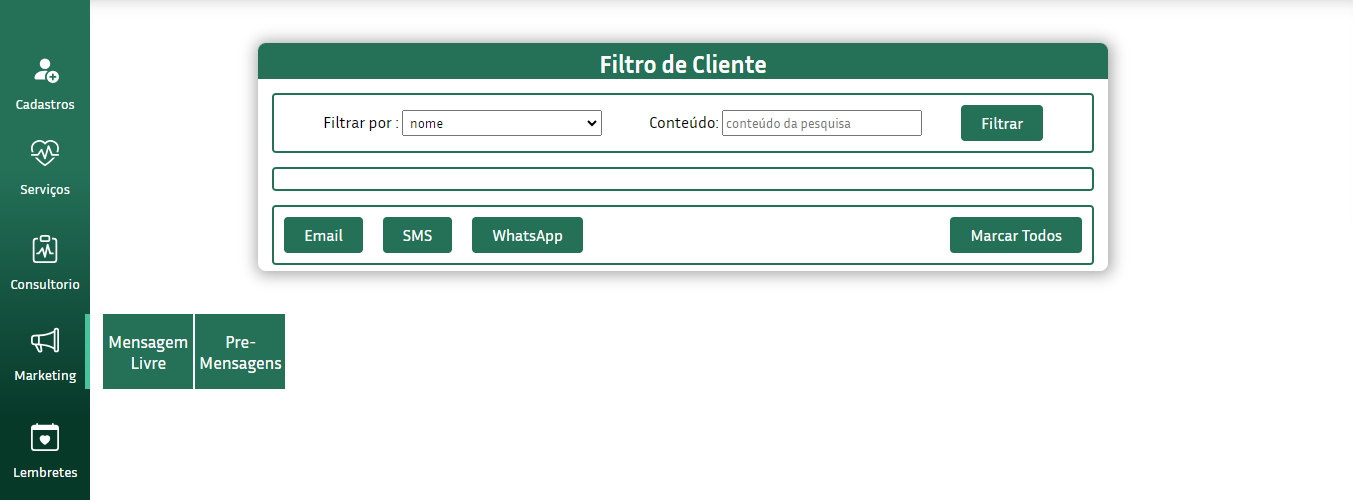 Filtro de Cliente
Filtrar por : nome Conteúdo: conteúdo da pesquisa Filtrar
Email SMS WhatsApp Marcar Todos
Cadastros
Serviços
Consultorio
Marketing
Lembretes
Mensagem
Livre
Pre-
Mensagens